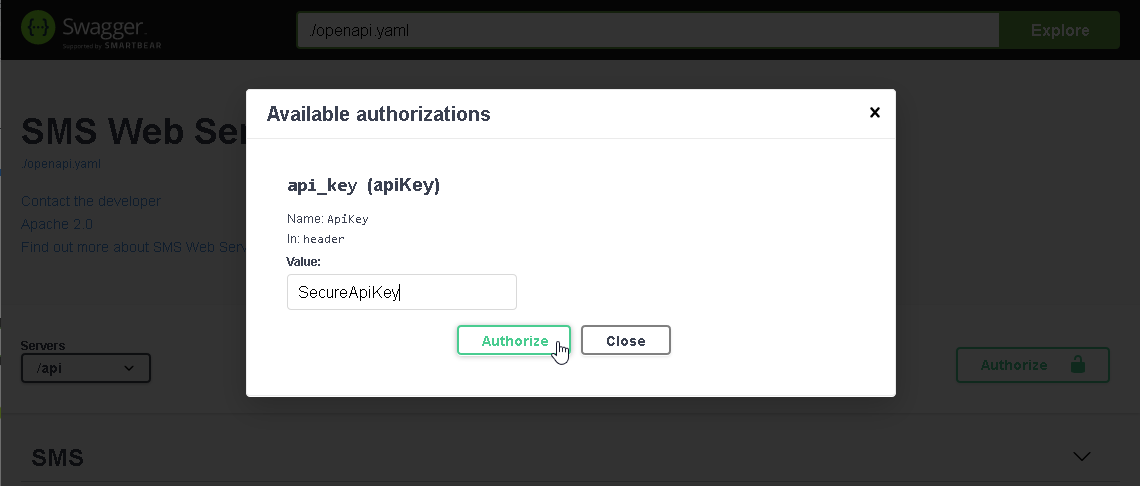 Swagger.
Supported by SMARTBEAR
./openapi.yaml
Explore
SMS Web Ser
./openapi.yaml
Contact the developer
Apache 2.0
Find out more about SMS Web Serv
Available authorizations
×
api_key (apiKey)
Name: ApiKey
In: header
Value:
SecureApiKey
Authorize
Close
Servers
/api
Authorize
SMS